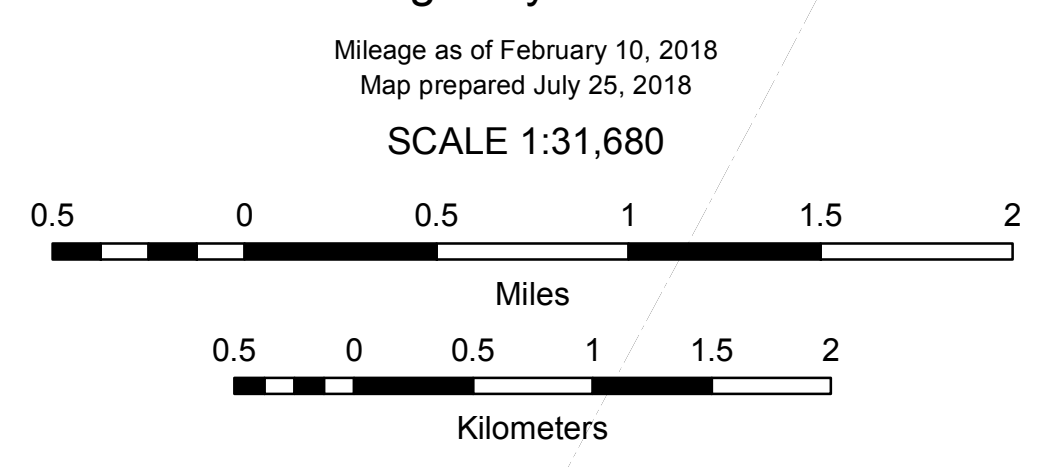 Mileage as of February 10, 2018
Map prepared July 25, 2018
SCALE 1:31,680
0.5 0 0.5 1 1.5 2
Miles
0.5 0 0.5 1 1.5 2
Kilometers